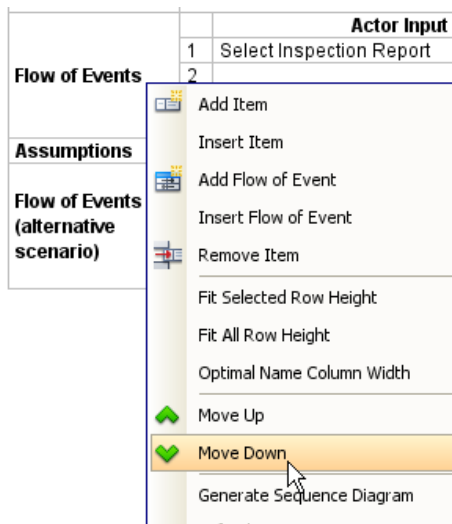 Actor Input
1 Select Inspection Report
Flow of Events
2
Add Item
Insert Item
Assumptions
Add Flow of Event
Flow of Events
(alternative
scenario)
Insert Flow of Event
Remove Item
Fit Selected Row Height
Fit All Row Height
Optimal Name Column Width
Move Up
Move Down
Generate Sequence Diagram